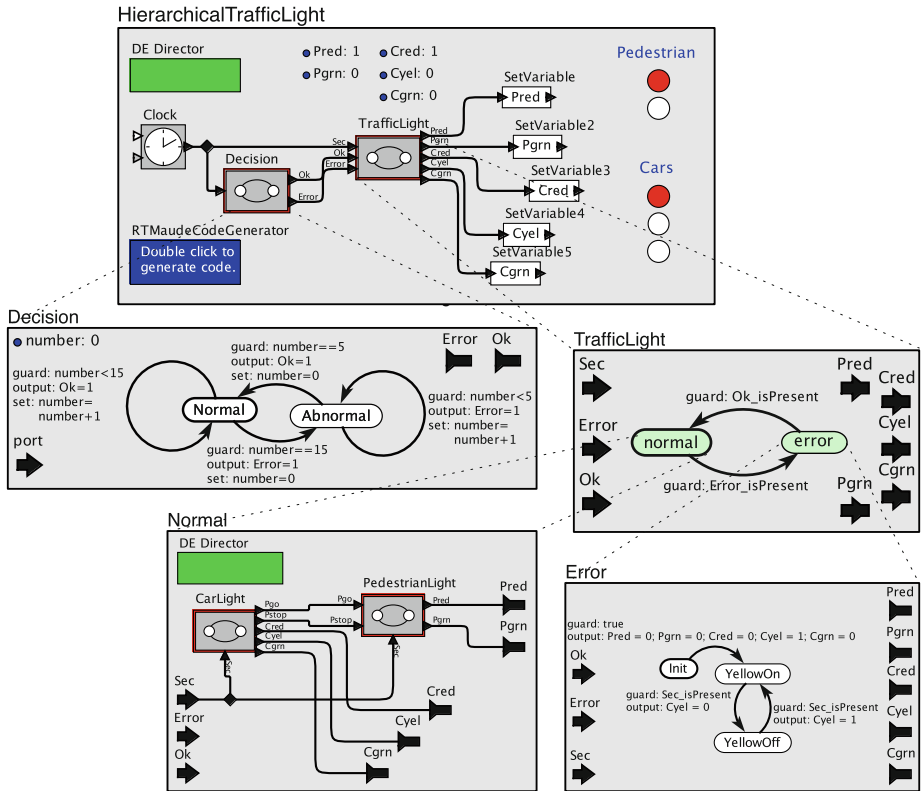 HierarchicalTrafficLight
DE Director
Pred: 1
Cred: 1
Pgrn: 0
Cyel: 0
Cgrn: 0
Pedestrian
Clock
TrafficLight
Sec
Ok
Error
Pred
Pgrn
Cred
Cyel
Cgrn
Decision
Ok
Error
SetVariable
Pred
SetVariable2
Pgrn
SetVariable3
Cred
SetVariable4
Cyel
SetVariable5
Cgrn
Cars
RTMaudeCodeGenerator
Double click to
generate code.
Decision
number: 0
guard: number<15
output: Ok=1
set: number=
number+1
port
guard: number==5
output: Ok=1
set: number=0
Normal
Abnormal
guard: number==15
output: Error=1
set: number=0
Error
Ok
guard: number<5
output: Error=1
set: number=
number+1
TrafficLight
Sec
Error
Ok
guard: Ok_isPresent
normal
error
guard: Error_isPresent
Pred
Cred
Cyel
Cgrn
Pgrn
Normal
DE Director
CarLight
Pgo
Pstop
Cred
Cyel
Cgrn
Sec
PedestrianLight
Pgo
Pstop
Pred
Pgrn
Sec
Pred
Pgrn
Sec
Error
Ok
Cred
Cyel
Cgrn
Error
guard: true
output: Pred = 0; Pgrn = 0; Cred = 0; Cyel = 1; Cgrn = 0
Ok
Error
Sec
Init
YellowOn
guard: Sec_isPresent
output: Cyel = 0
guard: Sec_isPresent
output: Cyel = 1
YellowOff
Pred
Pgrn
Cred
Cyel
Cgrn